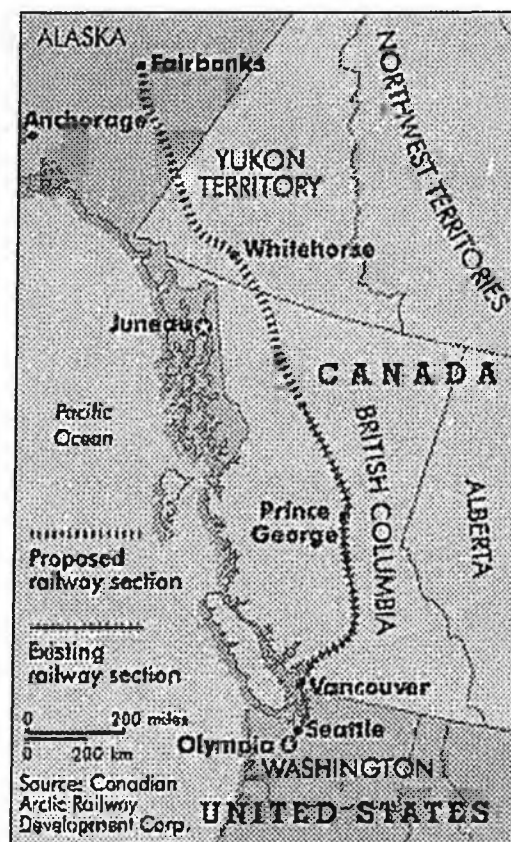 ALASKA
Fairbanks
Anchorage
YUKON
TERRITORY
NORTHWEST TERRITORIES
Whitehorse
Juneau
CANADA
Pacific
Ocean
BRITISH COLUMBIA
ALBERTA
Prince
George
Proposed
railway section
Existing
railway section
Vancouver
0 200 miles
0 200 km
Seattle
Olympia
WASHINGTON
Source: Canadian
Arctic Railway
Development Corp.
UNITED STATES